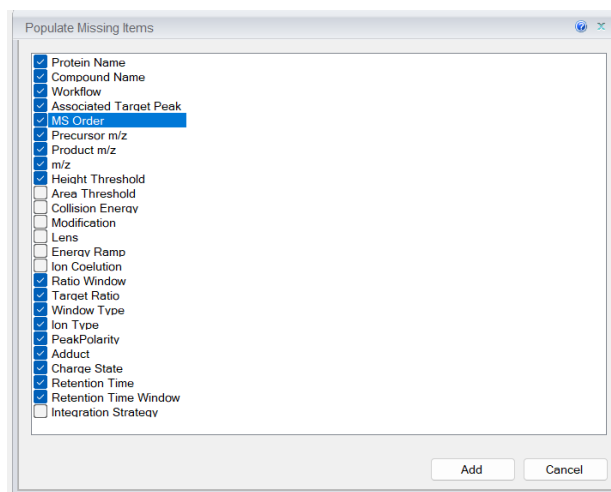 Populate Missing Items
Protein Name
Compound Name
Workflow
Associated Target Peak
MS Order
Precursor m/z
Product m/z
m/z
Height Threshold
Area Threshold
Collision Energy
Modification
Lens
Energy Ramp
Ion Coelution
Ratio Window
Target Ratio
Window Type
Ion Type
PeakPolarity
Adduct
Charge State
Retention Time
Retention Time Window
Integration Strategy
Add Cancel